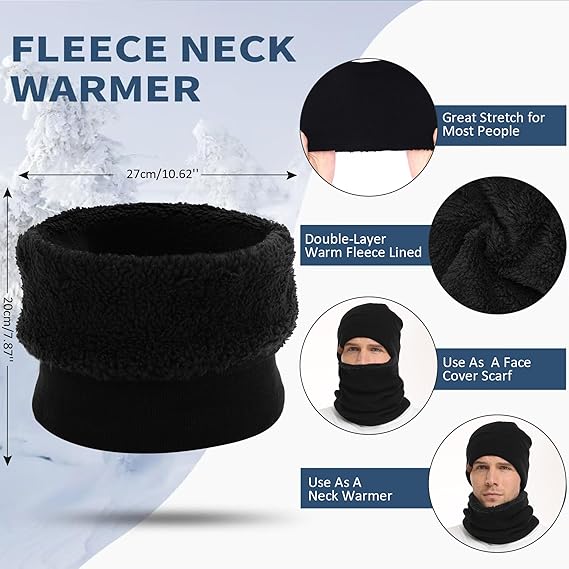 FLEECE NECK
WARMER
27cm/10.62''
20cm/7.87''
Great Stretch for
Most People
Double-Layer
Warm Fleece Lined
Use As A Face
Cover Scarf
Use As A
Neck Warmer